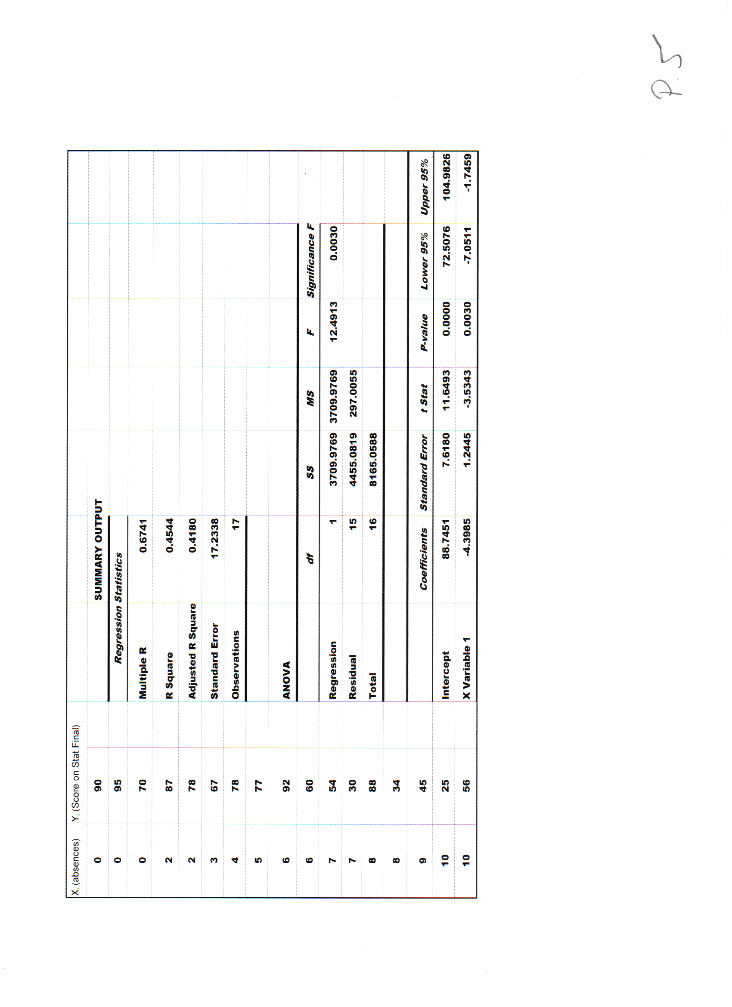 P.5
X, (absences) Y, (Score on Stat Final)
0 90 SUMMARY OUTPUT
0 95 Regression Statistics
0 70 Multiple R 0.6741
2 87 R Square 0.4544
2 78 Adjusted R Square 0.4180
3 67 Standard Error 17.2338
4 78 Observations 17
5 77
6 92 ANOVA
6 60 df SS MS F Significance F
7 54 Regression 1 3709.9769 3709.9769 12.4913 0.0030
7 30 Residual 15 4455.0819 297.0055
8 88 Total 16 8165.0588
8 34
9 45 Coefficients Standard Error t Stat P-value Lower 95% Upper 95%
10 25 Intercept 88.7451 7.6180 11.6493 0.0000 72.5076 104.9826
10 56 X Variable 1 -4.3985 1.2445 -3.5343 0.0030 -7.0511 -1.7459